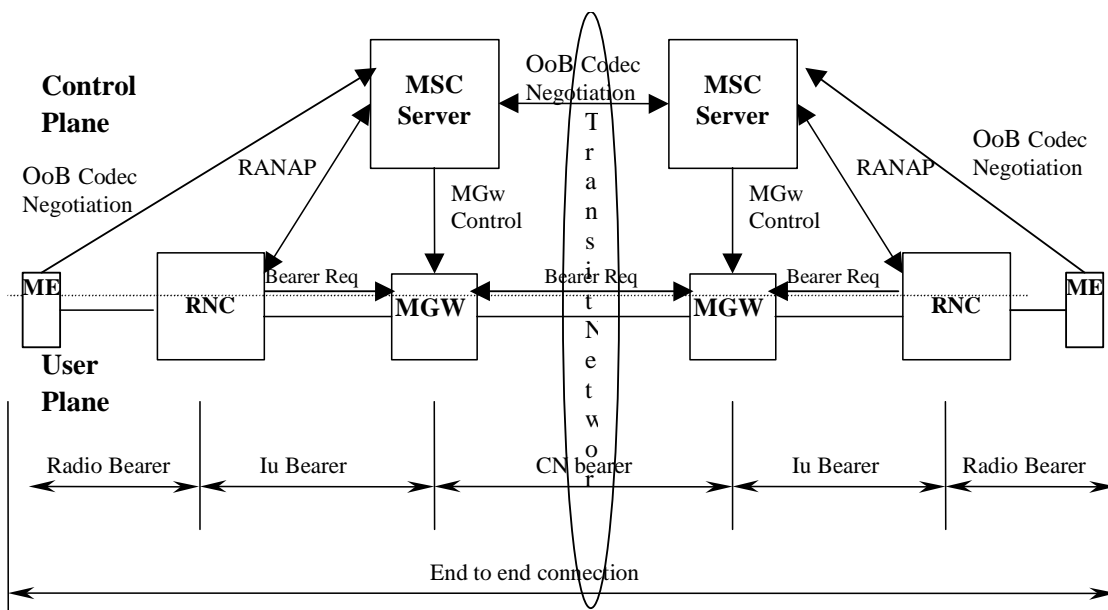 Control
Plane
MSC
Server
OoB Codec
Negotiation
MSC
Server
OoB Codec
Negotiation
RANAP
MGw
Control
MGw
Control
RANAP
OoB Codec
Negotiation
ME
RNC
Bearer Req
MGW
Bearer Req
MGW
Bearer Req
RNC
ME
Transit Networ
User
Plane
Radio Bearer
Iu Bearer
CN bearer
Iu Bearer
Radio Bearer
End to end connection